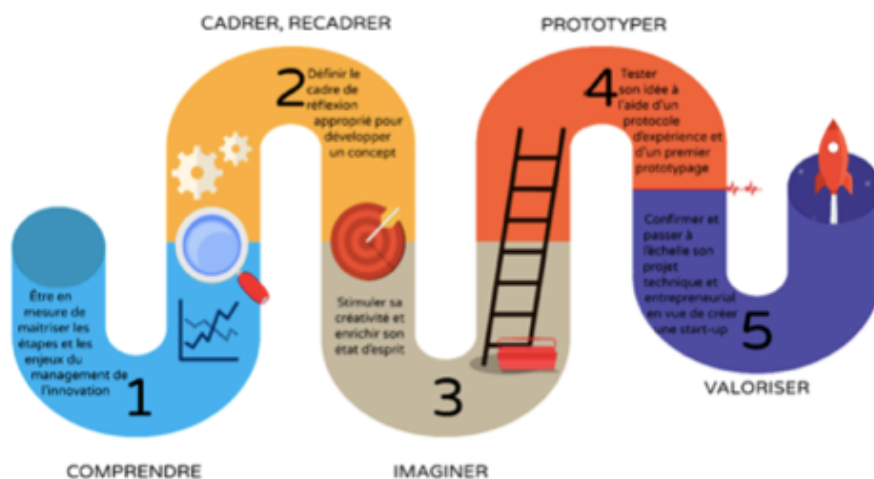 CADRER, RECADRER
PROTOTYPER
2
Définir le
cadre de
réflexion
approprié pour
développer
un concept
4
Tester
son idée à
l'aide d'un
protocole
d'expérience et
d'un premier
prototypage
Être en
mesure de
maitriser les
étapes et les
enjeux du
management de
l'innovation
1
Stimuler sa
créativité et
enrichir son
état d'esprit
3
Confirmer et
passer à
l'échelle son
projet
technique et
entrepreneurial
en vue de créer
une start-up
5
VALORISER
COMPRENDRE
IMAGINER